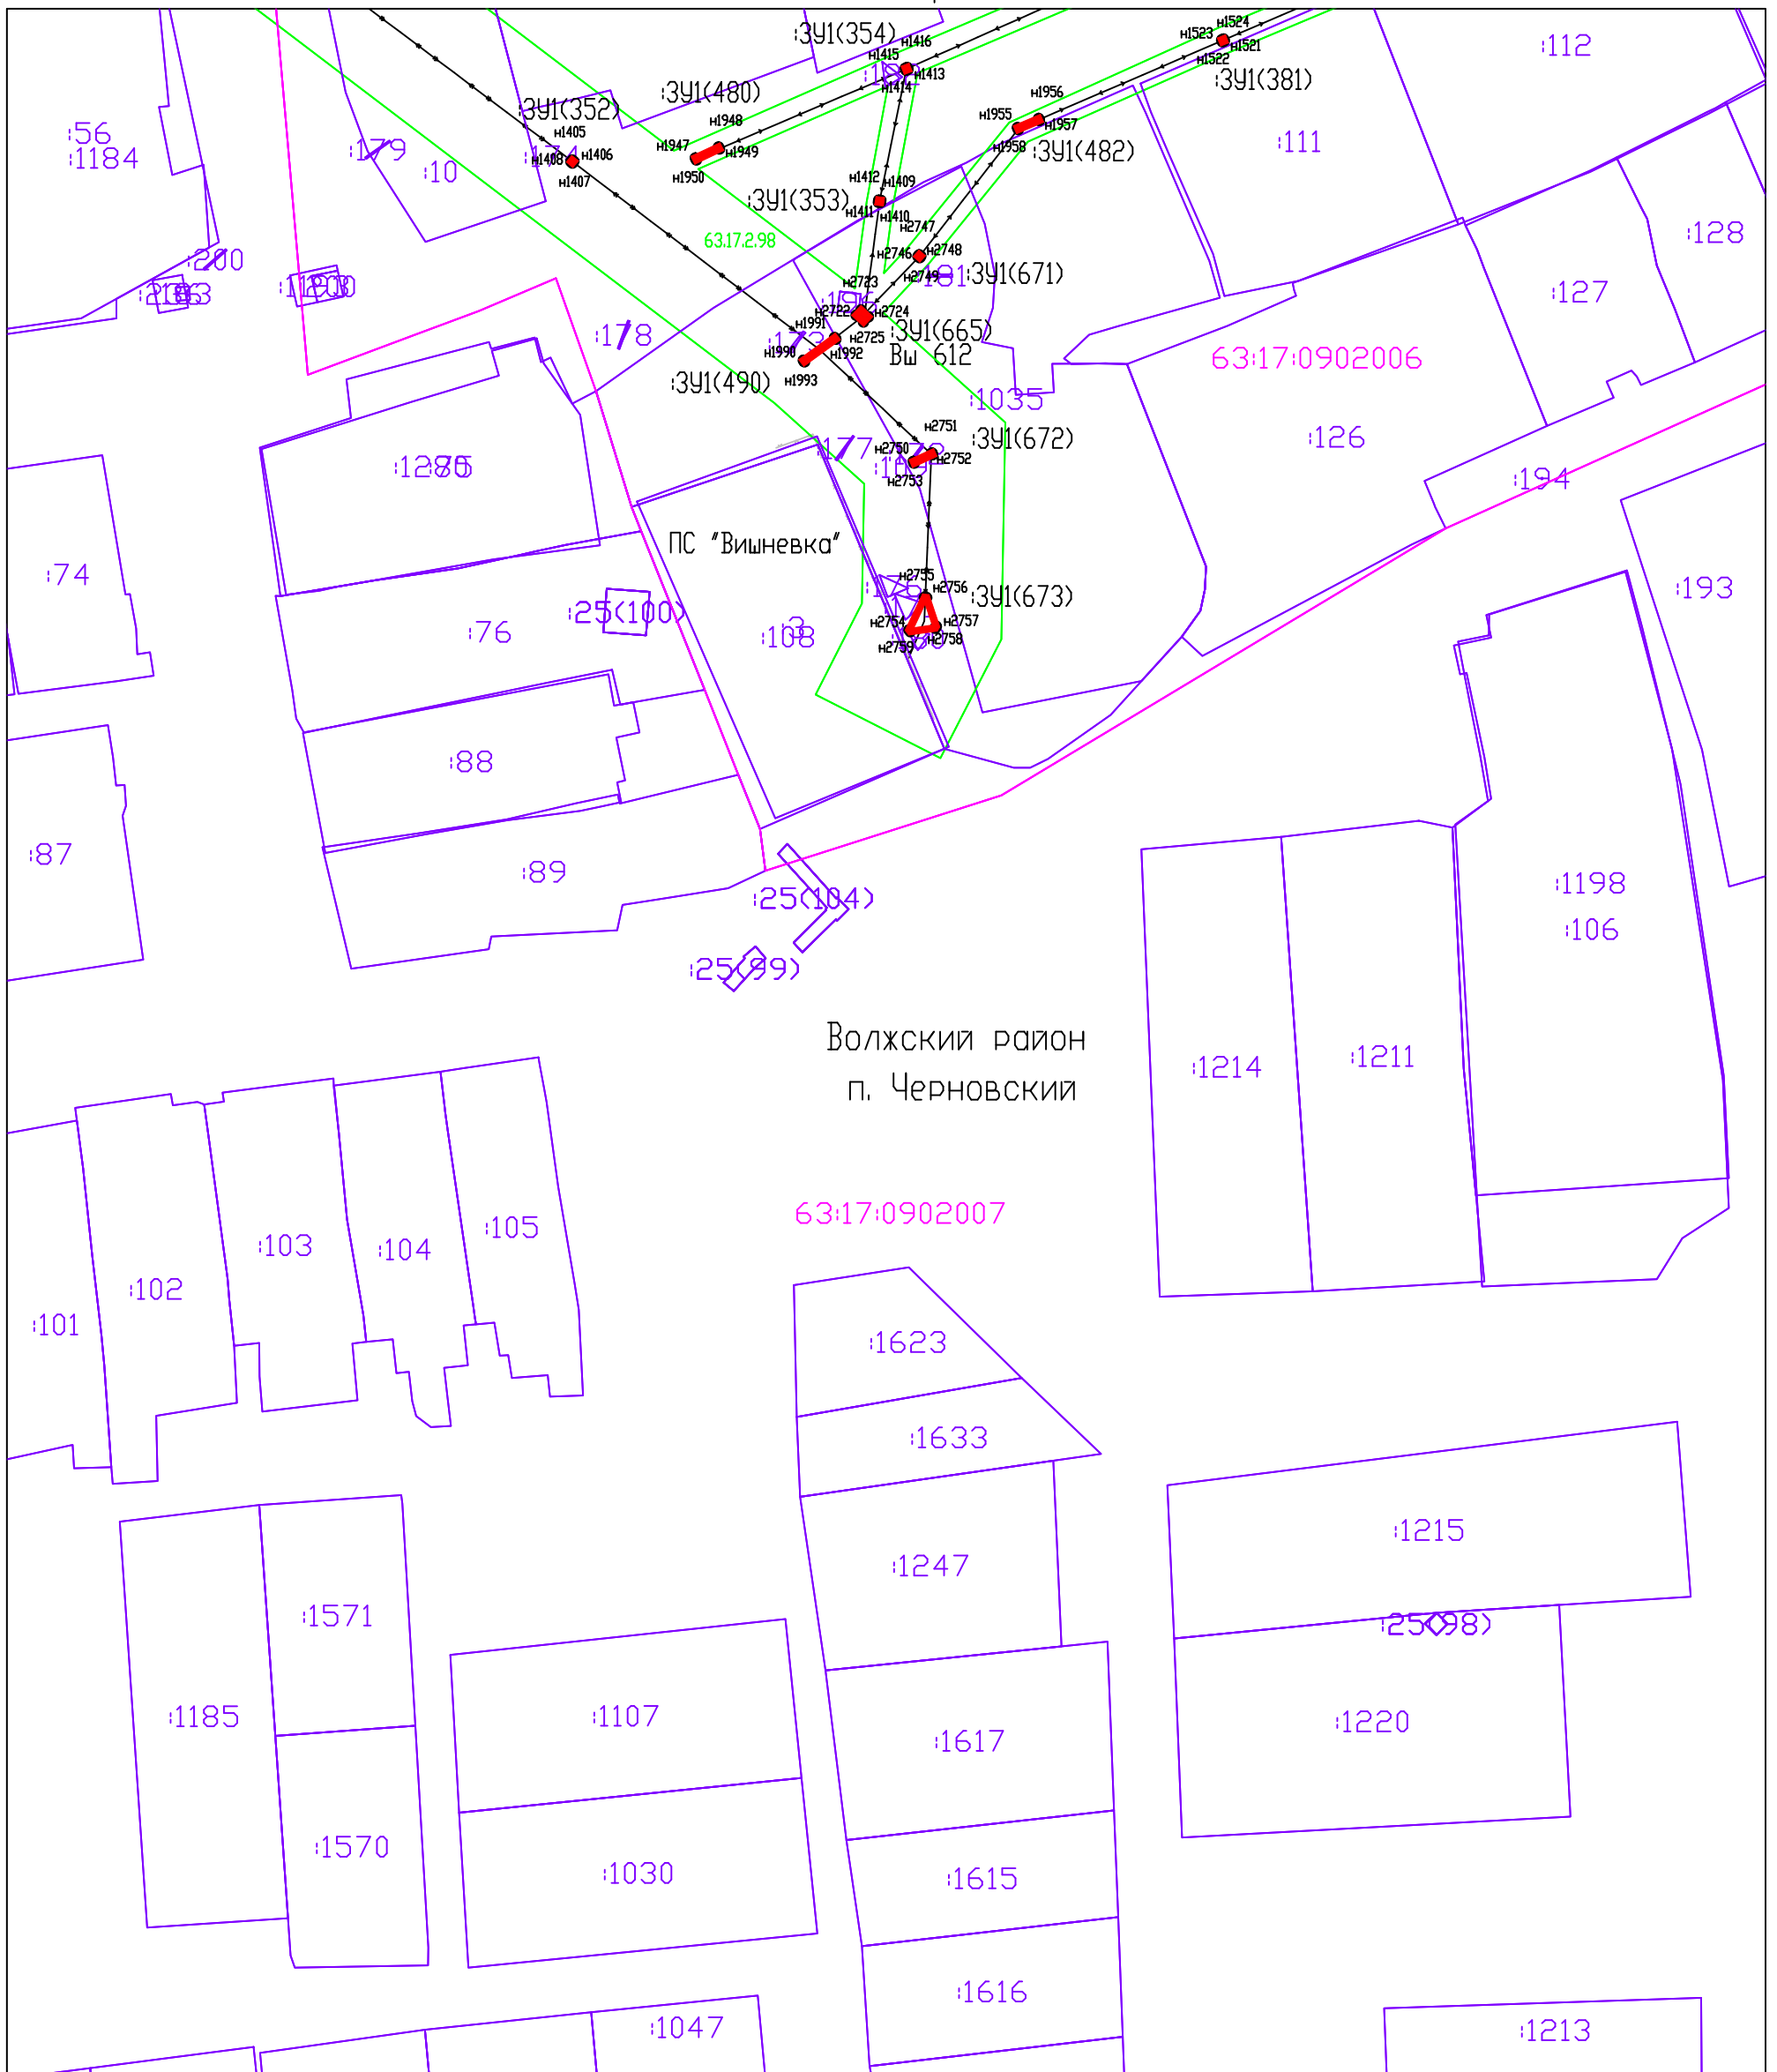 :ЗУ1(354)
н1416
н1415
н1413
н1414
н1524
н1523
н1521
н1522
:112
:ЗУ1(381)
:ЗУ1(480)
:ЗУ1(352)
н1405
н1408
н1406
н1407
:56
:1184
:179
:10
н1948
н1947
н1949
н1950
н1956
н1955
н1957
н1958
:ЗУ1(482)
:111
:ЗУ1(353)
н1412
н1409
н1411
н1410
63.17.2.98
н2747
н2746
н2748
н2749
:181
:ЗУ1(671)
:128
:127
:200
:178
н2723
н2722
н2724
н2725
:ЗУ1(665)
Вш 612
н1991
н1990
н1992
н1993
:ЗУ1(490)
63:17:0902006
:1035
:126
н2751
н2750
н2752
н2753
:ЗУ1(672)
:177
:194
ПС "Вишневка"
:74
:76
:25(100)
:3
:108
н2755
н2756
н2754
н2757
н2758
н2759
:ЗУ1(673)
:193
:88
:87
:89
:25(104)
:25(99)
:1198
:106
Волжский район
п. Черновский
:1214
:1211
63:17:0902007
:105
:103
:104
:102
:101
:1623
:1633
:1215
:1247
:25(98)
:1571
:1185
:1107
:1617
:1220
:1570
:1030
:1615
:1616
:1047
:1213